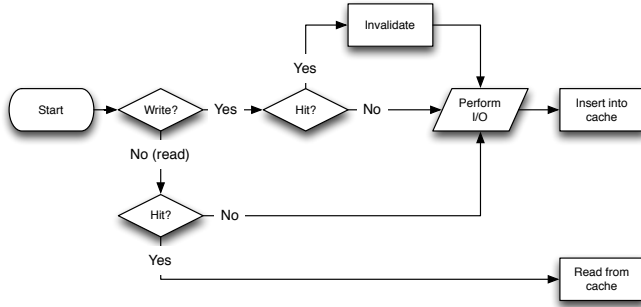 Invalidate
Yes
Start
Write?
Yes
Hit?
No
Perform
I/O
Insert into
cache
No (read)
Hit?
No
Yes
Read from
cache